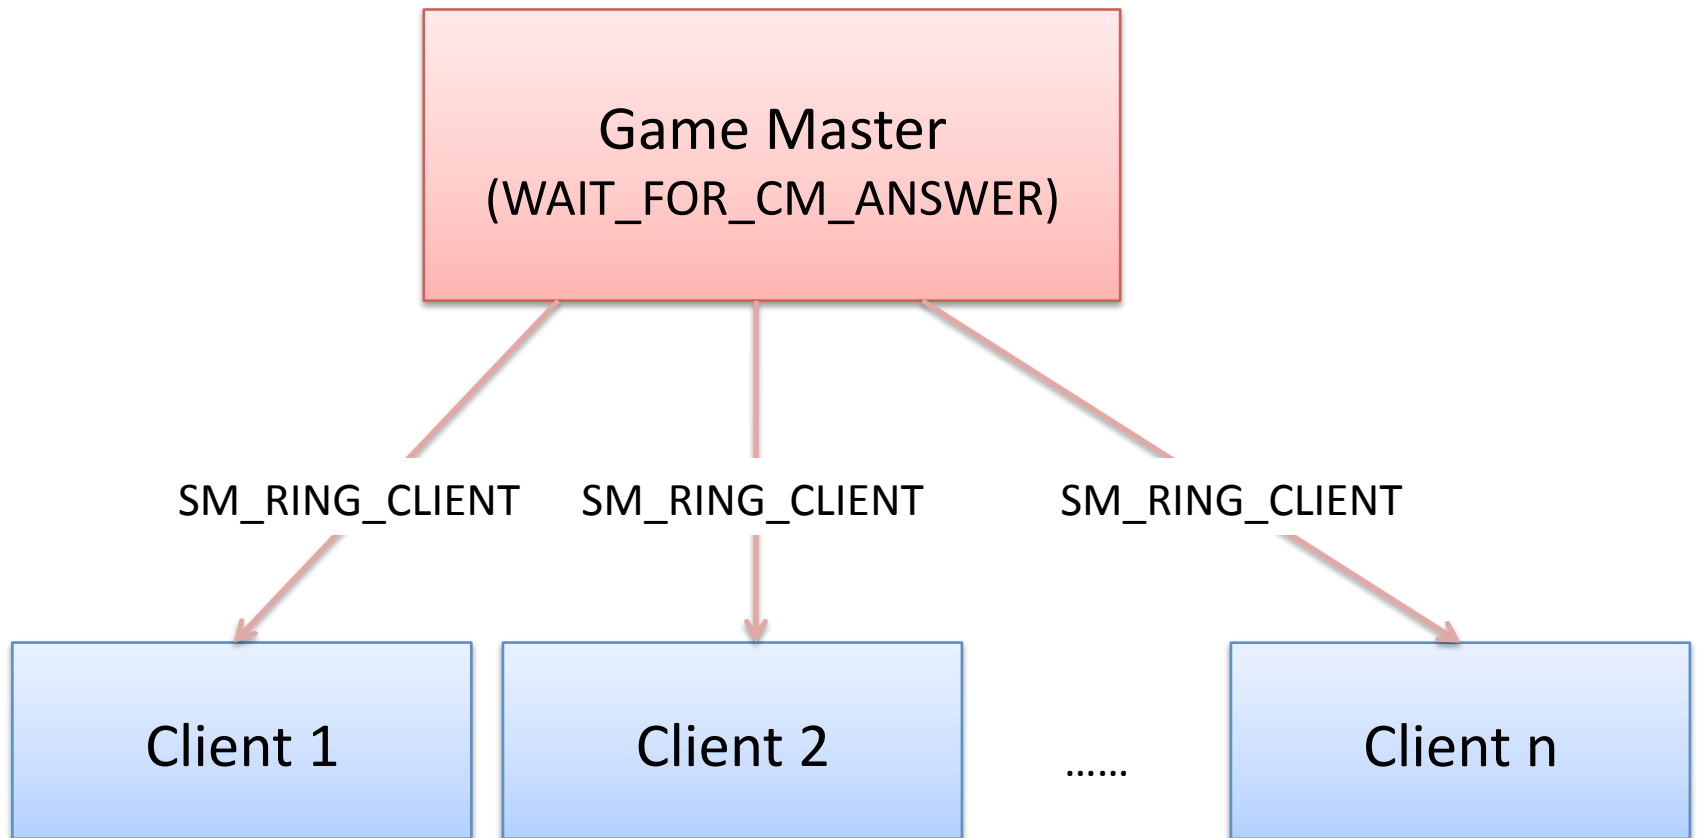 Game Master
(WAIT_FOR_CM_ANSWER)
SM_RING_CLIENT SM_RING_CLIENT SM_RING_CLIENT
Client 1 Client 2 ...... Client n